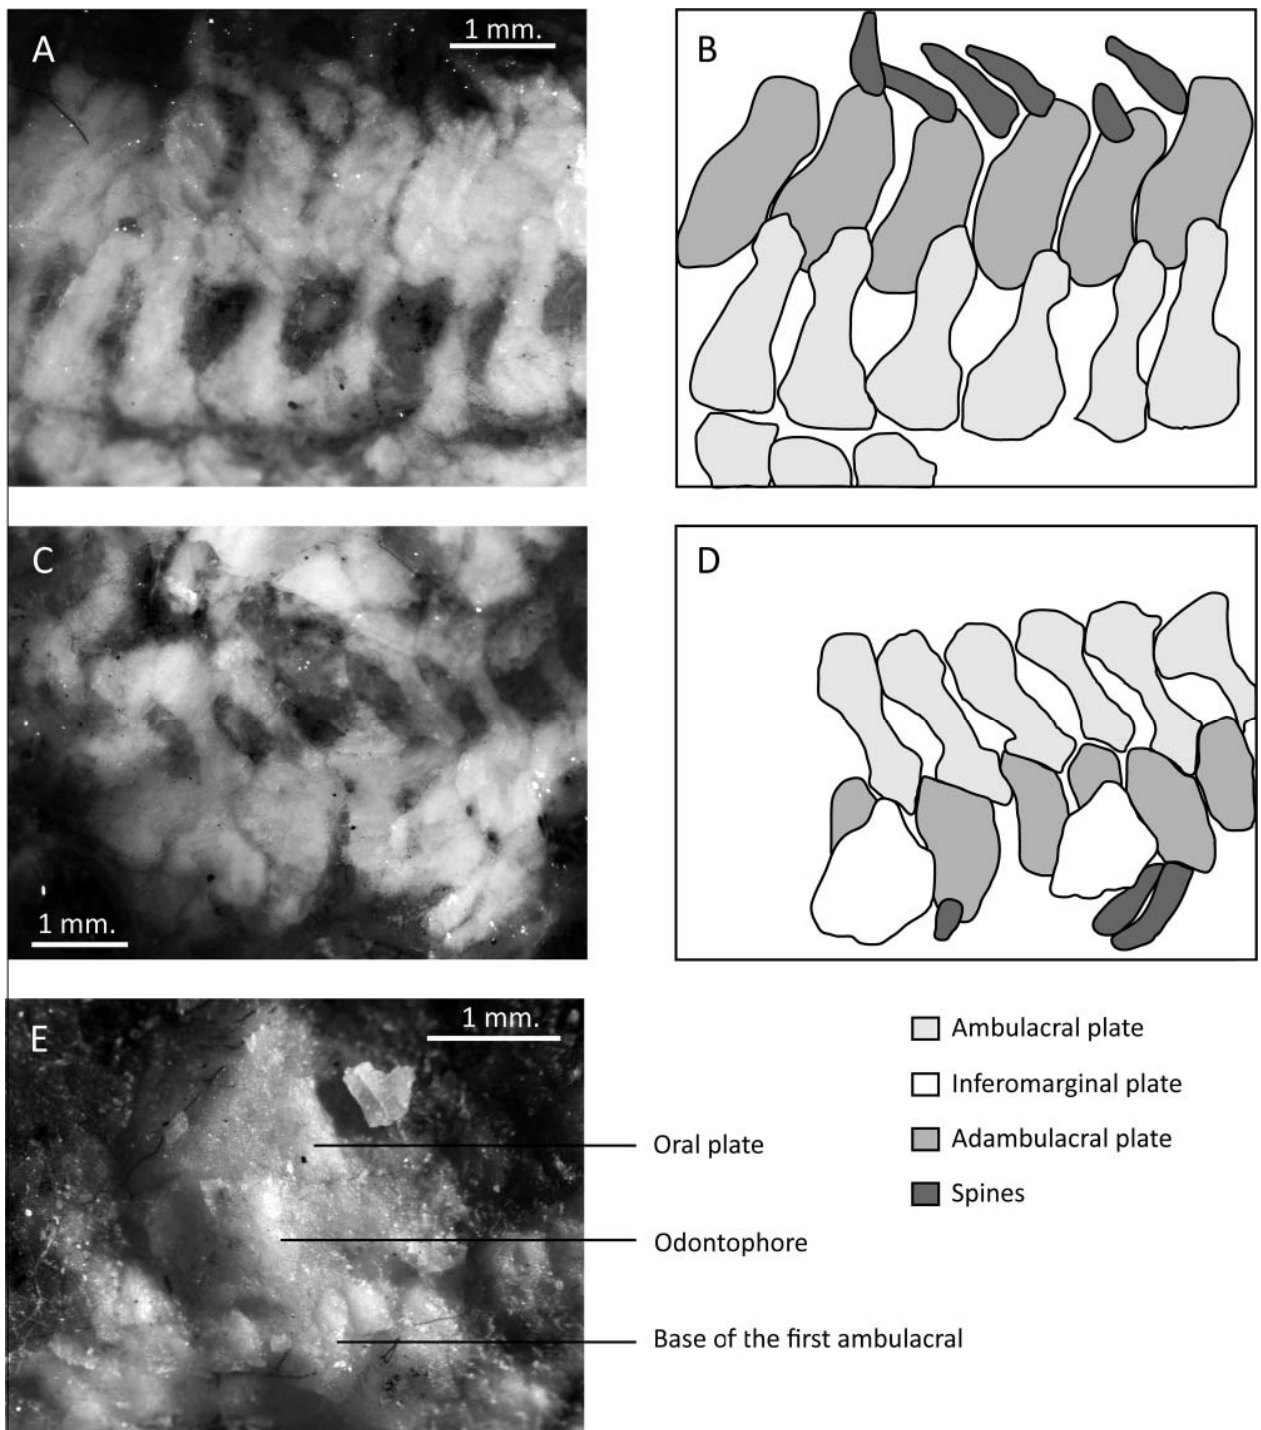 A
1 mm.
B
C
1 mm.
D
E
1 mm.
Oral plate
Odontophore
Base of the first ambulacral
Ambulacral plate
Inferomarginal plate
Adambulacral plate
Spines